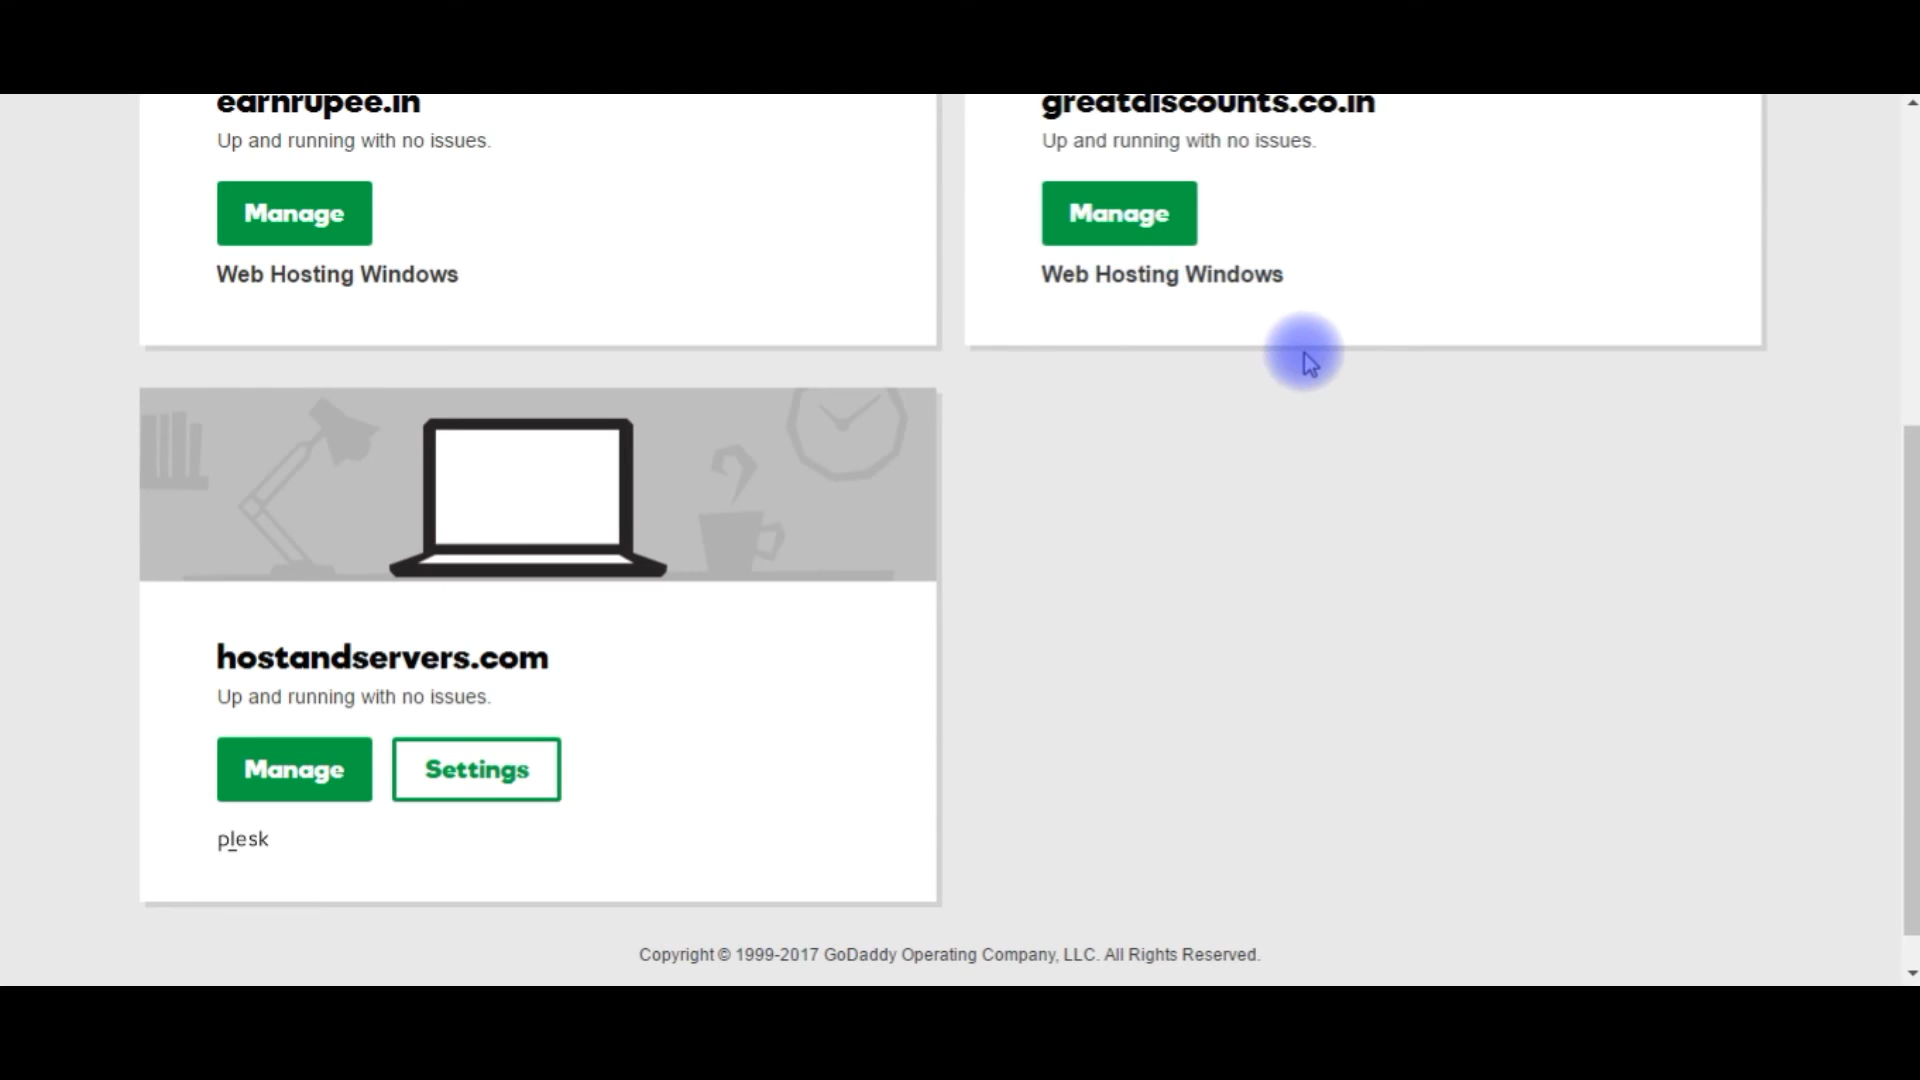 earnrupee.in
Up and running with no issues.
Manage
Web Hosting Windows
greatdiscounts.co.in
Up and running with no issues.
Manage
Web Hosting Windows
hostandservers.com
Up and running with no issues.
Manage Settings
plesk
Copyright © 1999-2017 GoDaddy Operating Company, LLC. All Rights Reserved.